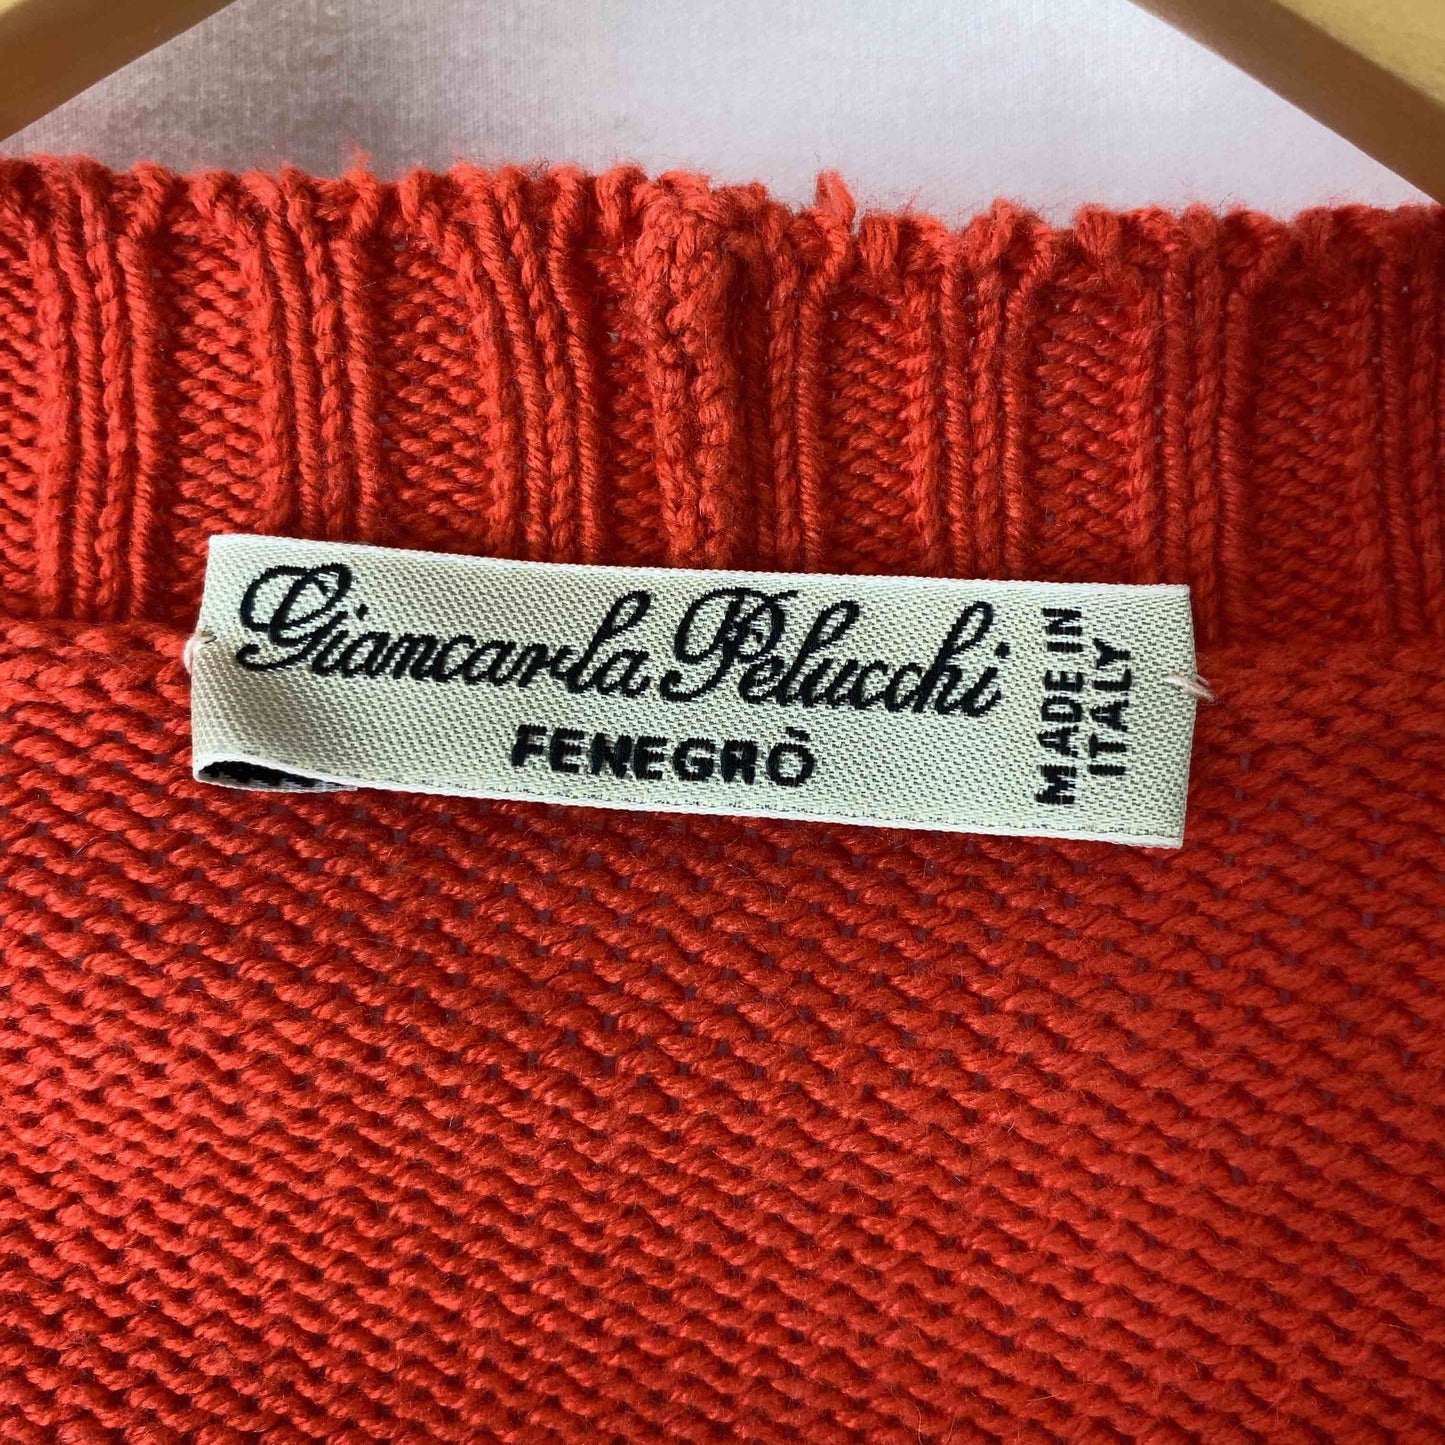 Giancarla Pelucchi
FENEGRÒ
MADE IN
ITALY